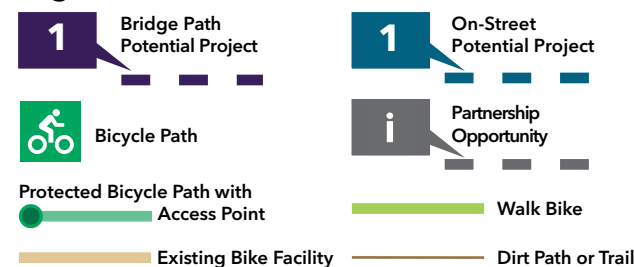 1
Bridge Path
Potential Project
1
On-Street
Potential Project
Bicycle Path
i
Partnership
Opportunity
Protected Bicycle Path with
Access Point
Walk Bike
Existing Bike Facility
Dirt Path or Trail